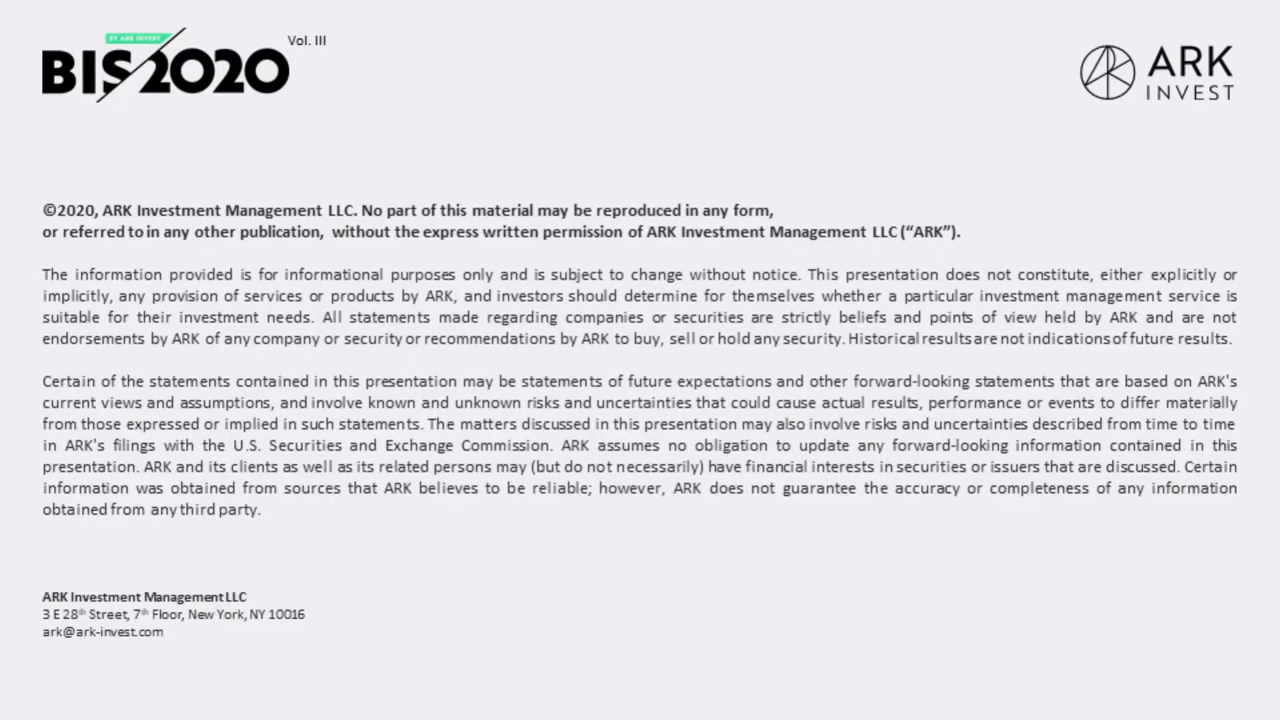 BY ARK INVEST
BIS2020 Vol. III
ARK
INVEST
©2020, ARK Investment Management LLC. No part of this material may be reproduced in any form,
or referred to in any other publication, without the express written permission of ARK Investment Management LLC (“ARK”).
The information provided is for informational purposes only and is subject to change without notice. This presentation does not constitute, either explicitly or
implicitly, any provision of services or products by ARK, and investors should determine for themselves whether a particular investment management service is
suitable for their investment needs. All statements made regarding companies or securities are strictly beliefs and points of view held by ARK and are not
endorsements by ARK of any company or security or recommendations by ARK to buy, sell or hold any security. Historical results are not indications of future results.
Certain of the statements contained in this presentation may be statements of future expectations and other forward-looking statements that are based on ARK's
current views and assumptions, and involve known and unknown risks and uncertainties that could cause actual results, performance or events to differ materially
from those expressed or implied in such statements. The matters discussed in this presentation may also involve risks and uncertainties described from time to time
in ARK's filings with the U.S. Securities and Exchange Commission. ARK assumes no obligation to update any forward-looking information contained in this
presentation. ARK and its clients as well as its related persons may (but do not necessarily) have financial interests in securities or issuers that are discussed. Certain
information was obtained from sources that ARK believes to be reliable; however, ARK does not guarantee the accuracy or completeness of any information
obtained from any third party.
ARK Investment Management LLC
3 E 28th Street, 7th Floor, New York, NY 10016
ark@ark-invest.com